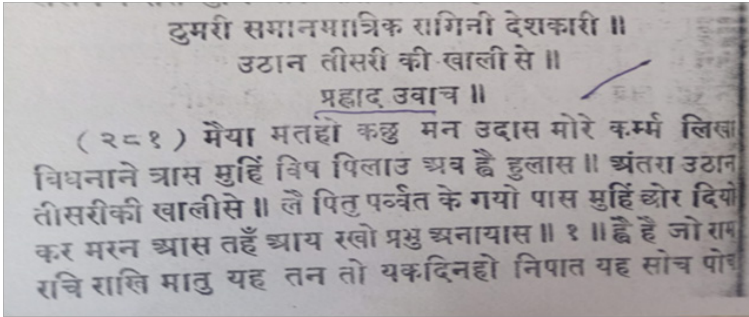 ठुमरी समानमात्रिक रागिनी देशकारी ॥
उठान तीसरी की खाली से ॥
प्रह्लाद उवाच ॥
(२८१) मैया मतहो कछु मन उदास मोरे कर्म्म लिखा
विधनाने त्रास मुहिं विष पिलाउ अब ह्वै हुलास ॥ अंतरा उठान
तीसरीकी खालीसे ॥ लै पितु पर्व्वत के गयो पास मुहिं छोर दियो
कर मरन आस तहँ आय रखो प्रभु अनायास ॥ १ ॥ ह्वै है जो राम
रचि राखि मातु यह तन तो यकदिनहो निपात यह सोच पोच